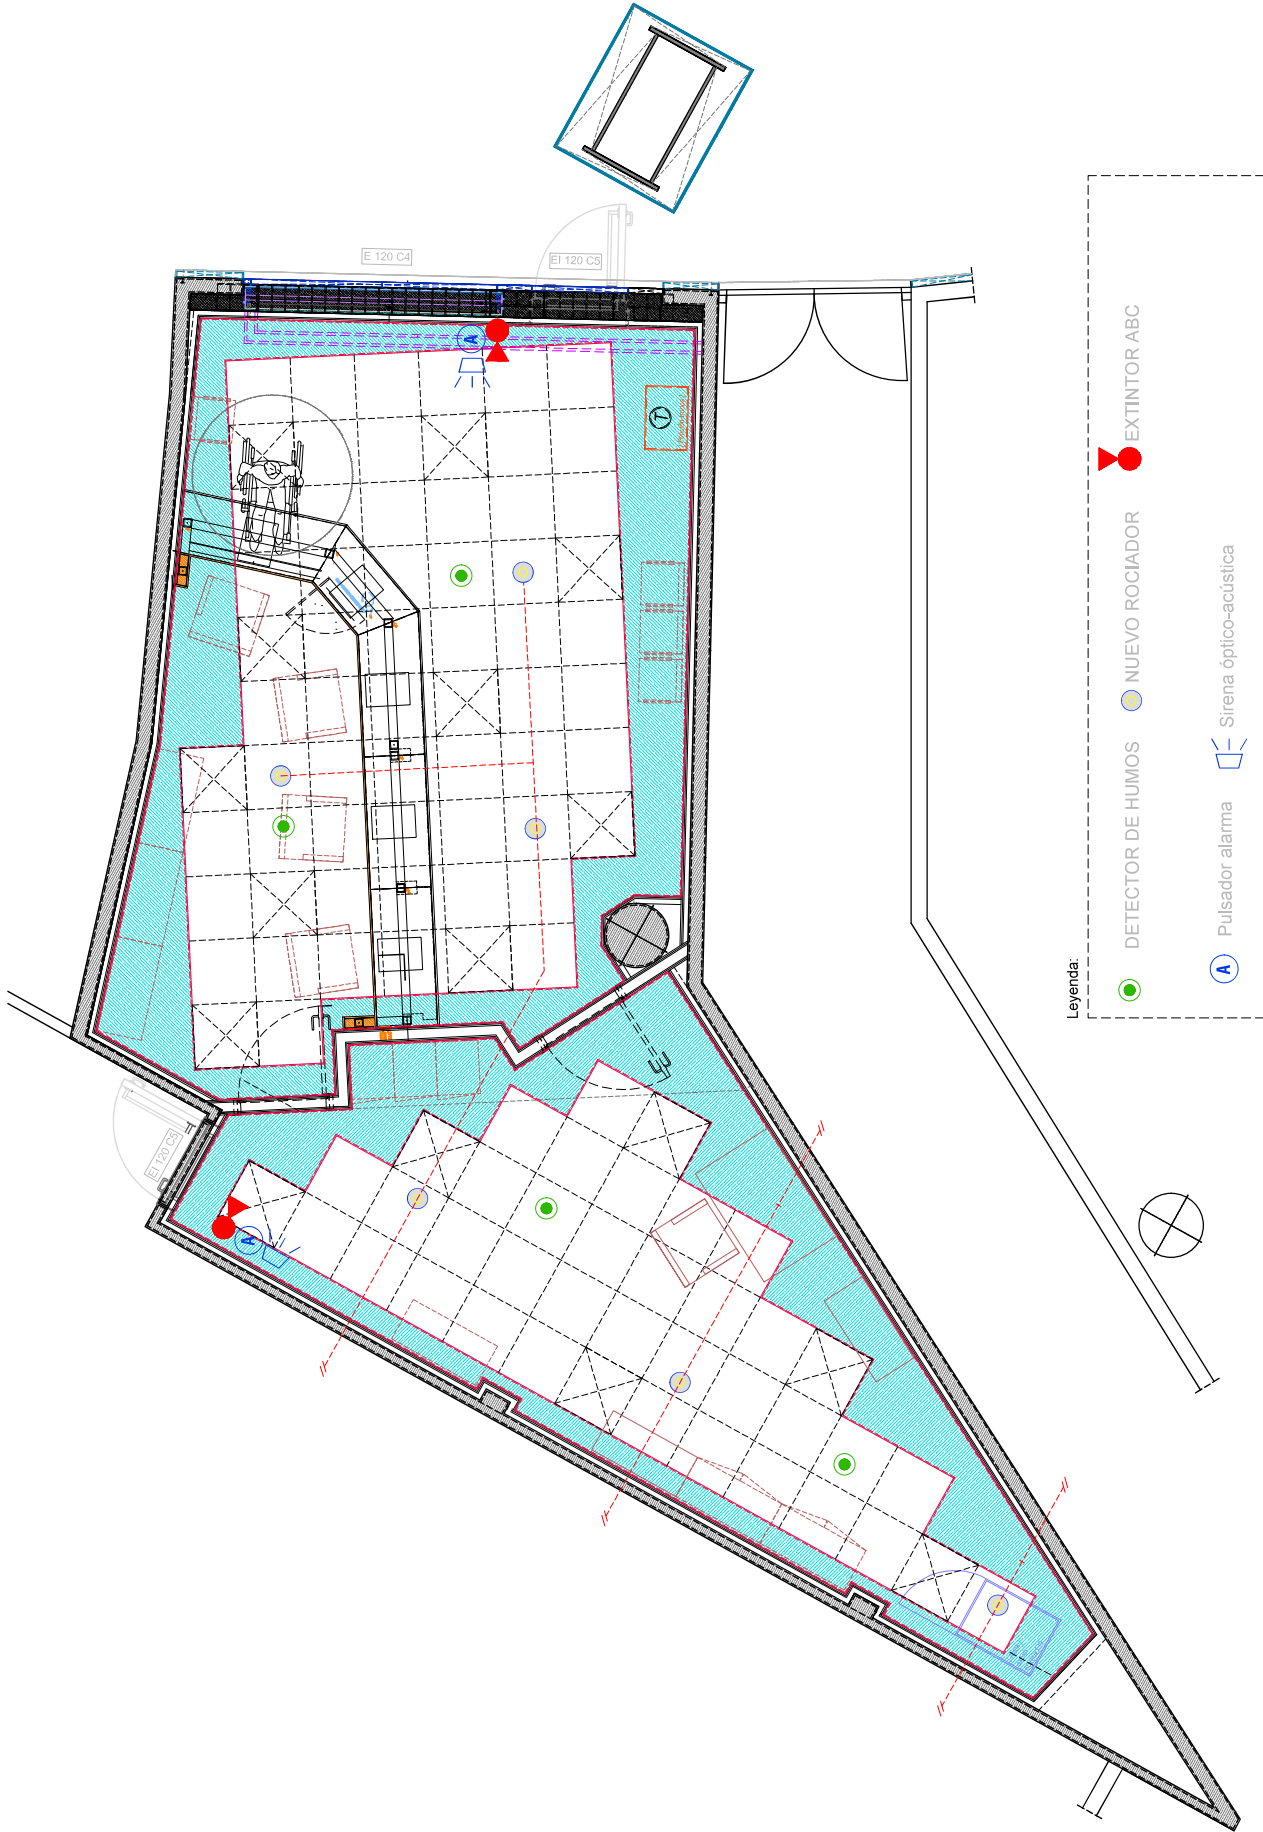 E 120 C4
EI 120 C5
A
T
EI 120 C5
A
Leyenda:
DETECTOR DE HUMOS
NUEVO ROCIADOR
EXTINTOR ABC
A Pulsador alarma
Sirena óptico-acústica